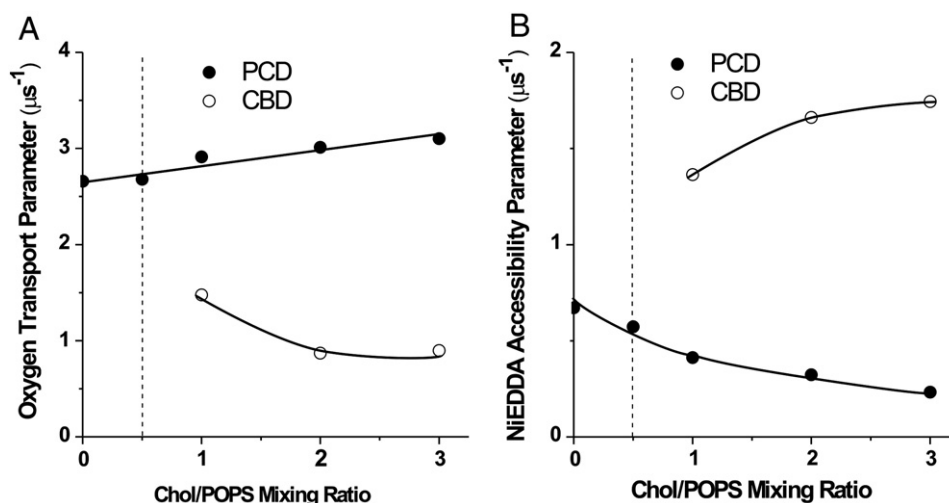 A
Oxygen Transport Parameter (μs⁻¹)
4
3
2
1
0
PCD
CBD
0 1 2 3
Chol/POPS Mixing Ratio
B
NiEDDA Accessibility Parameter (μs⁻¹)
2
1
0
PCD
CBD
0 1 2 3
Chol/POPS Mixing Ratio